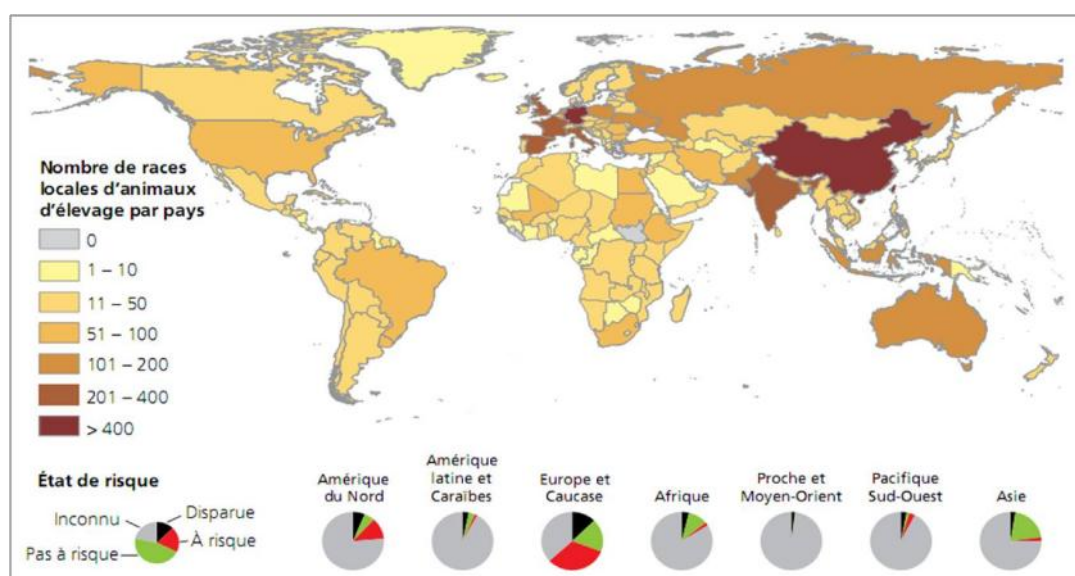 Nombre de races
locales d'animaux
d'élevage par pays
0
1 – 10
11 – 50
51 – 100
101 – 200
201 – 400
> 400
État de risque
Inconnu
Disparue
À risque
Pas à risque
Amérique
du Nord
Amérique
latine et
Caraïbes
Europe et
Caucase
Afrique
Proche et
Moyen-Orient
Pacifique
Sud-Ouest
Asie